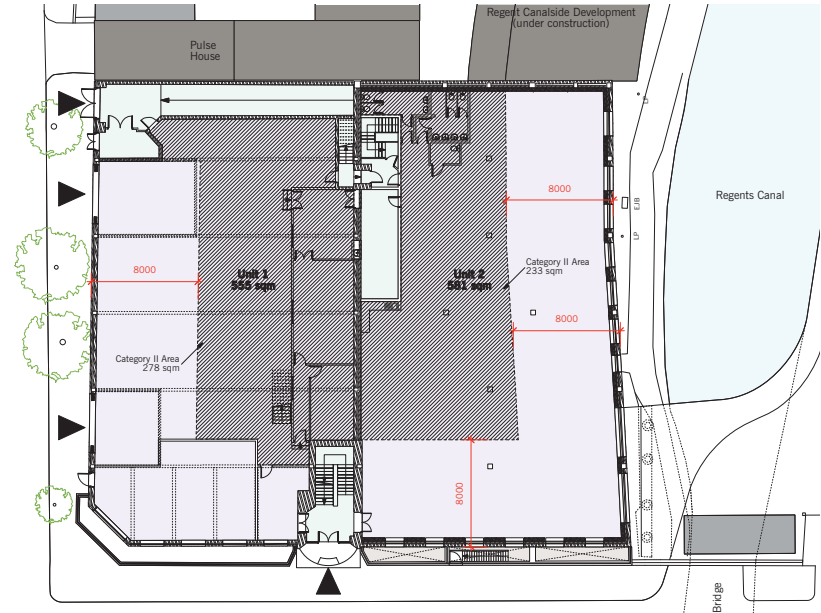 Regent Canalside Development
(under construction)
Pulse
House
8000
EJB
Regents Canal
LP
Unit 1
555 sqm
Unit 2
581 sqm
Category II Area
233 sqm
8000
8000
Category II Area
278 sqm
8000
Bridge